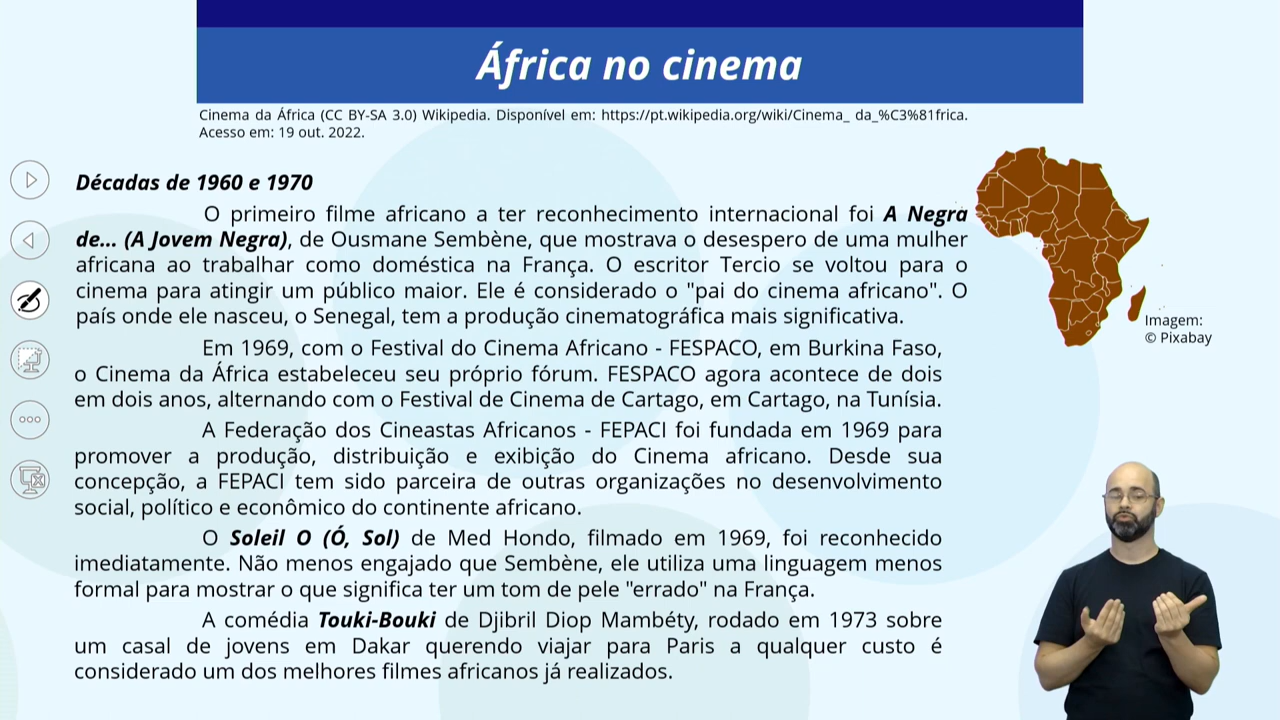 África no cinema
Cinema da África (CC BY-SA 3.0) Wikipedia. Disponível em: https://pt.wikipedia.org/wiki/Cinema_ da_%C3%81frica.
Acesso em: 19 out. 2022.
Décadas de 1960 e 1970
O primeiro filme africano a ter reconhecimento internacional foi A Negra
de... (A Jovem Negra), de Ousmane Sembène, que mostrava o desespero de uma mulher
africana ao trabalhar como doméstica na França. O escritor Tercio se voltou para o
cinema para atingir um público maior. Ele é considerado o "pai do cinema africano". O
país onde ele nasceu, o Senegal, tem a produção cinematográfica mais significativa.
Imagem:
© Pixabay
Em 1969, com o Festival do Cinema Africano - FESPACO, em Burkina Faso,
o Cinema da África estabeleceu seu próprio fórum. FESPACO agora acontece de dois
em dois anos, alternando com o Festival de Cinema de Cartago, em Cartago, na Tunísia.
A Federação dos Cineastas Africanos - FEPACI foi fundada em 1969 para
promover a produção, distribuição e exibição do Cinema africano. Desde sua
concepção, a FEPACI tem sido parceira de outras organizações no desenvolvimento
social, político e econômico do continente africano.
O Soleil O (Ó, Sol) de Med Hondo, filmado em 1969, foi reconhecido
imediatamente. Não menos engajado que Sembène, ele utiliza uma linguagem menos
formal para mostrar o que significa ter um tom de pele "errado" na França.
A comédia Touki-Bouki de Djibril Diop Mambéty, rodado em 1973 sobre
um casal de jovens em Dakar querendo viajar para Paris a qualquer custo é
considerado um dos melhores filmes africanos já realizados.